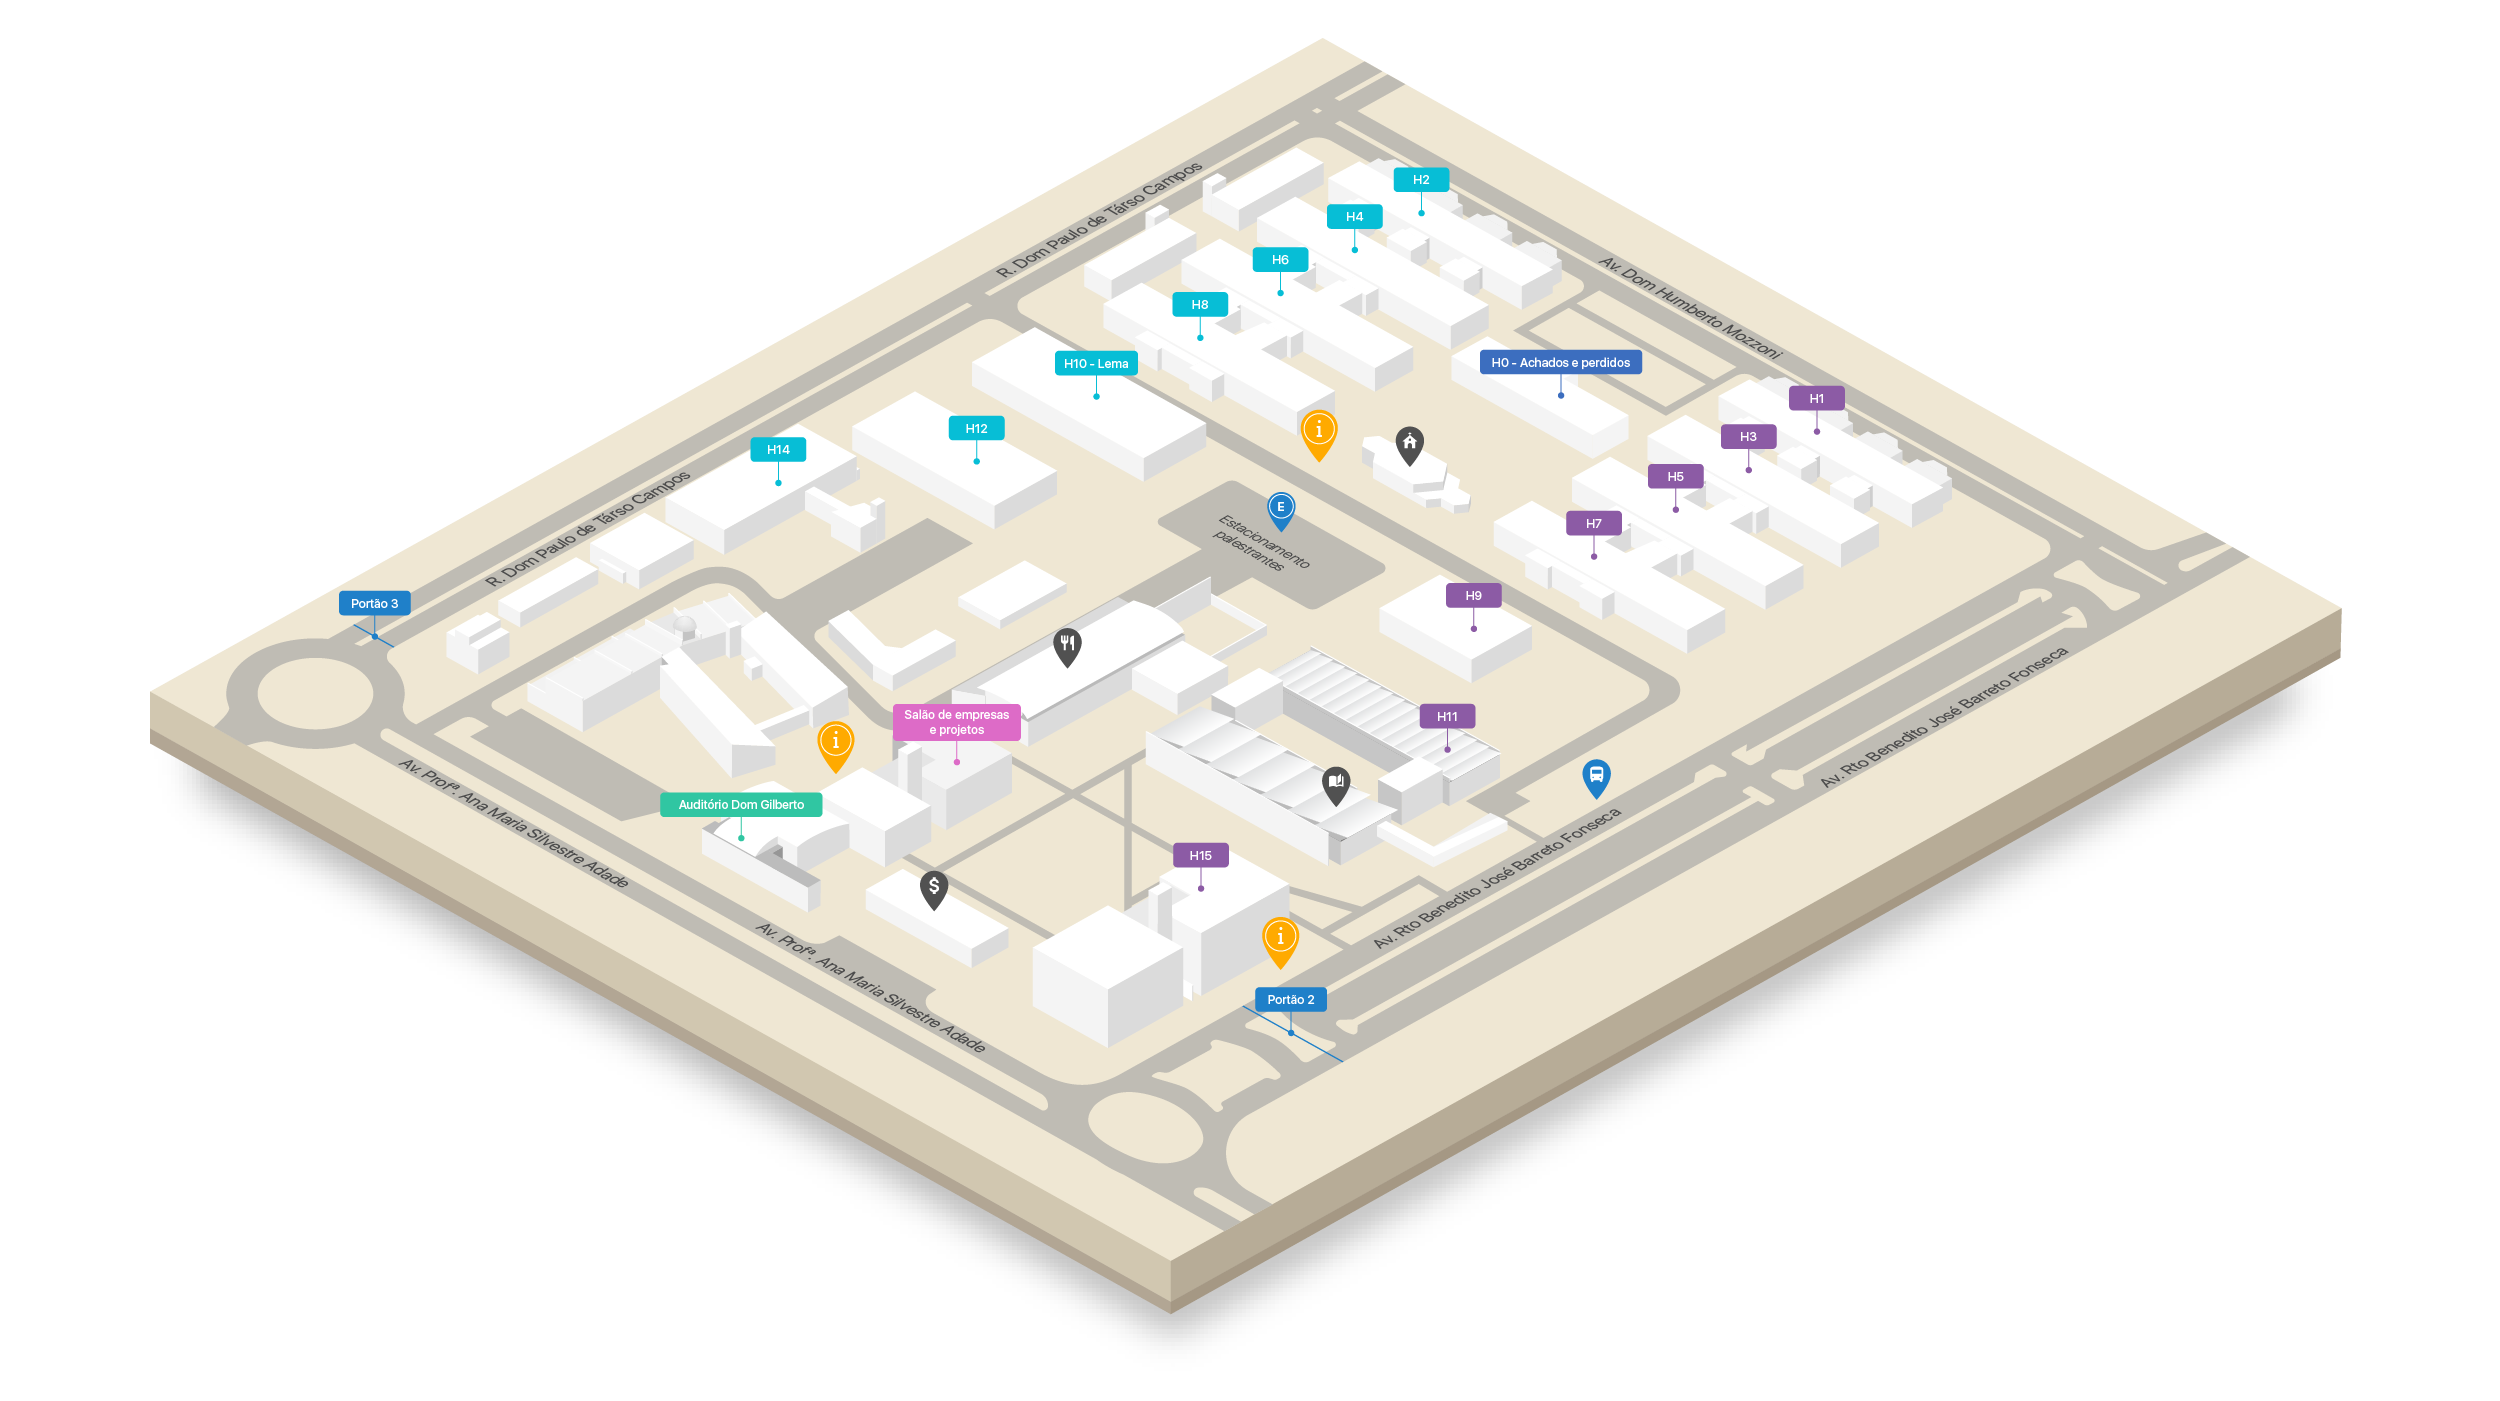 R. Dom Paulo de Társo Campos
H2
H4
H6
Av. Dom Humberto Mozzoni
H8
H10 - Lema
H0 - Achados e perdidos
H1
H12
H3
H14
H5
E
Estacionamento
palestrantes
H7
R. Dom Paulo de Társo Campos
H9
Portão 3
Salão de empresas
e projetos
H11
Av. Rto Benedito José Barreto Fonseca
i
i
Auditório Dom Gilberto
Av. Profª. Ana Maria Silvestre Adade
H15
$
Av. Rto Benedito José Barreto Fonseca
i
Av. Profª. Ana Maria Silvestre Adade
Portão 2